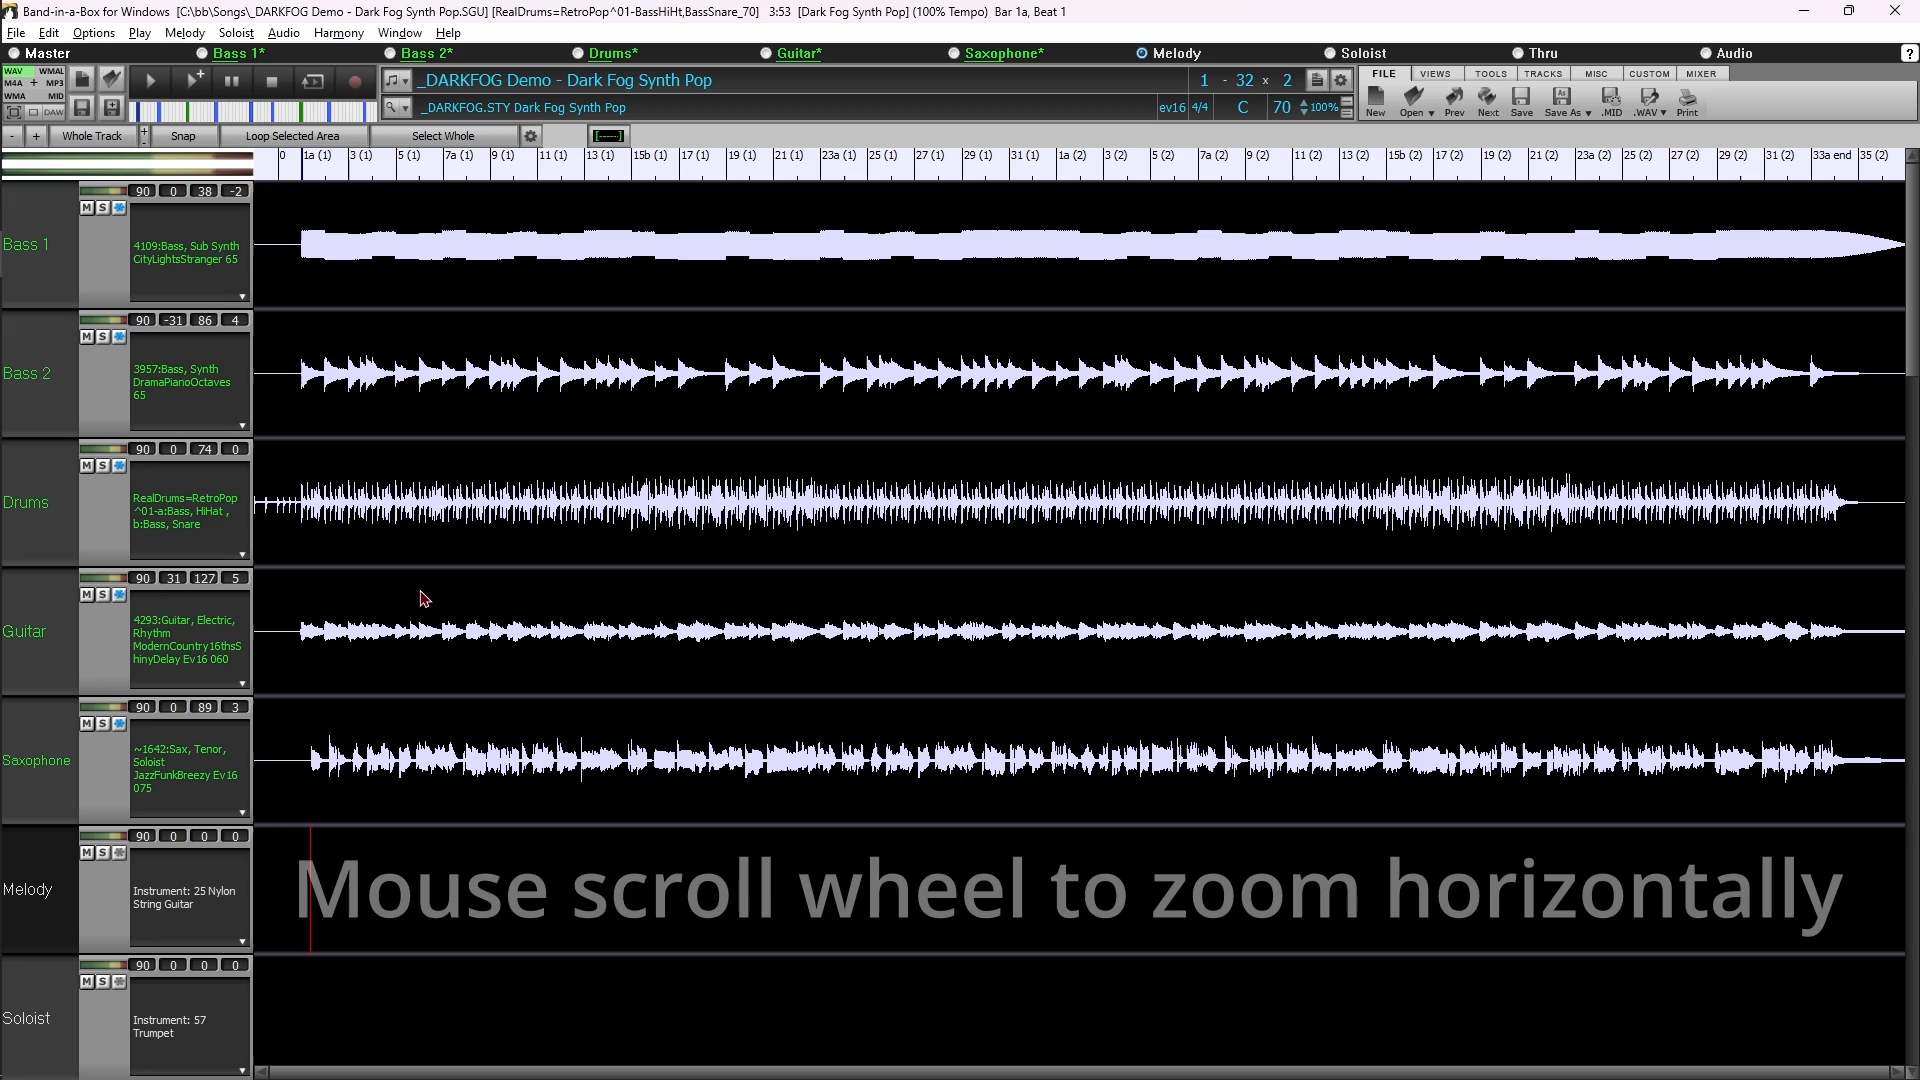 Band-in-a-Box for Windows [C:\bb\Songs\_DARKFOG Demo - Dark Fog Synth Pop.SGU] [RealDrums=RetroPop^01-BassHiHt,BassSnare_70] 3:53 [Dark Fog Synth Pop] (100% Tempo) Bar 1a, Beat 1
File Edit Options Play Melody Soloist Audio Harmony Window Help
Master Bass 1* Bass 2* Drums* Guitar* Saxophone* Melody Soloist Thru Audio ?
WAV WMAL
M4A + MP3
WMA MID
DAW
_DARKFOG Demo - Dark Fog Synth Pop 1 - 32 x 2
_DARKFOG.STY Dark Fog Synth Pop ev16 4/4 C 70 100%
FILE VIEWS TOOLS TRACKS MISC CUSTOM MIXER
New Open Prev Next Save Save As .MID .WAV Print
- + Whole Track + - Snap Loop Selected Area Select Whole
0 1a (1) 3 (1) 5 (1) 7a (1) 9 (1) 11 (1) 13 (1) 15b (1) 17 (1) 19 (1) 21 (1) 23a (1) 25 (1) 27 (1) 29 (1) 31 (1) 1a (2) 3 (2) 5 (2) 7a (2) 9 (2) 11 (2) 13 (2) 15b (2) 17 (2) 19 (2) 21 (2) 23a (2) 25 (2) 27 (2) 29 (2) 31 (2) 33a end 35 (2)
90 0 38 -2
M S
Bass 1
4109:Bass, Sub Synth
CityLightsStranger 65
90 -31 86 4
M S
Bass 2
3957:Bass, Synth
DramaPianoOctaves
65
90 0 74 0
M S
Drums
RealDrums=RetroPop
^01-a:Bass, HiHat ,
b:Bass, Snare
90 31 127 5
M S
Guitar
4293:Guitar, Electric,
Rhythm
ModernCountry16thsS
hinyDelay Ev16 060
90 0 89 3
M S
Saxophone
~1642:Sax, Tenor,
Soloist
JazzFunkBreezy Ev16
075
90 0 0 0
M S
Melody
Instrument: 25 Nylon
String Guitar
Mouse scroll wheel to zoom horizontally
90 0 0 0
M S
Soloist
Instrument: 57
Trumpet